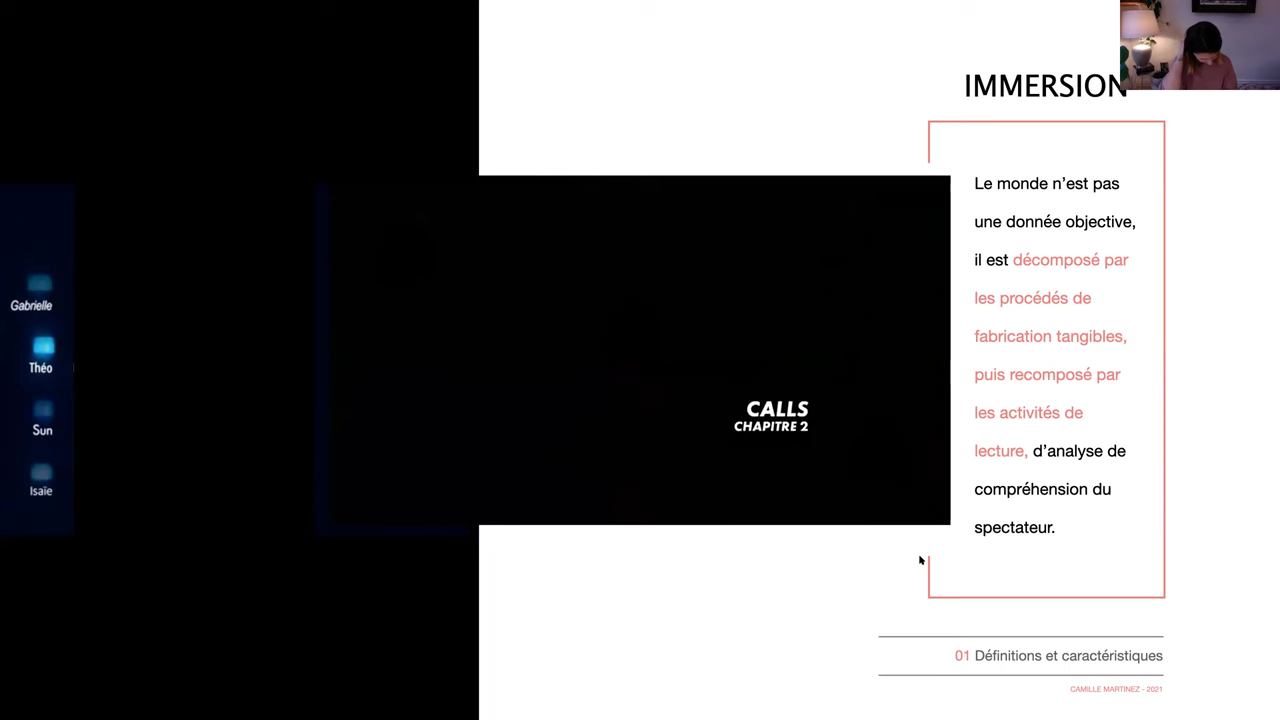 IMMERSION
Le monde n’est pas
une donnée objective,
il est décomposé par
les procédés de
fabrication tangibles,
puis recomposé par
les activités de
lecture, d’analyse de
compréhension du
spectateur.
Gabrielle
Théo
Sun
Isaïe
CALLS
CHAPITRE 2
01 Définitions et caractéristiques
CAMILLE MARTINEZ - 2021